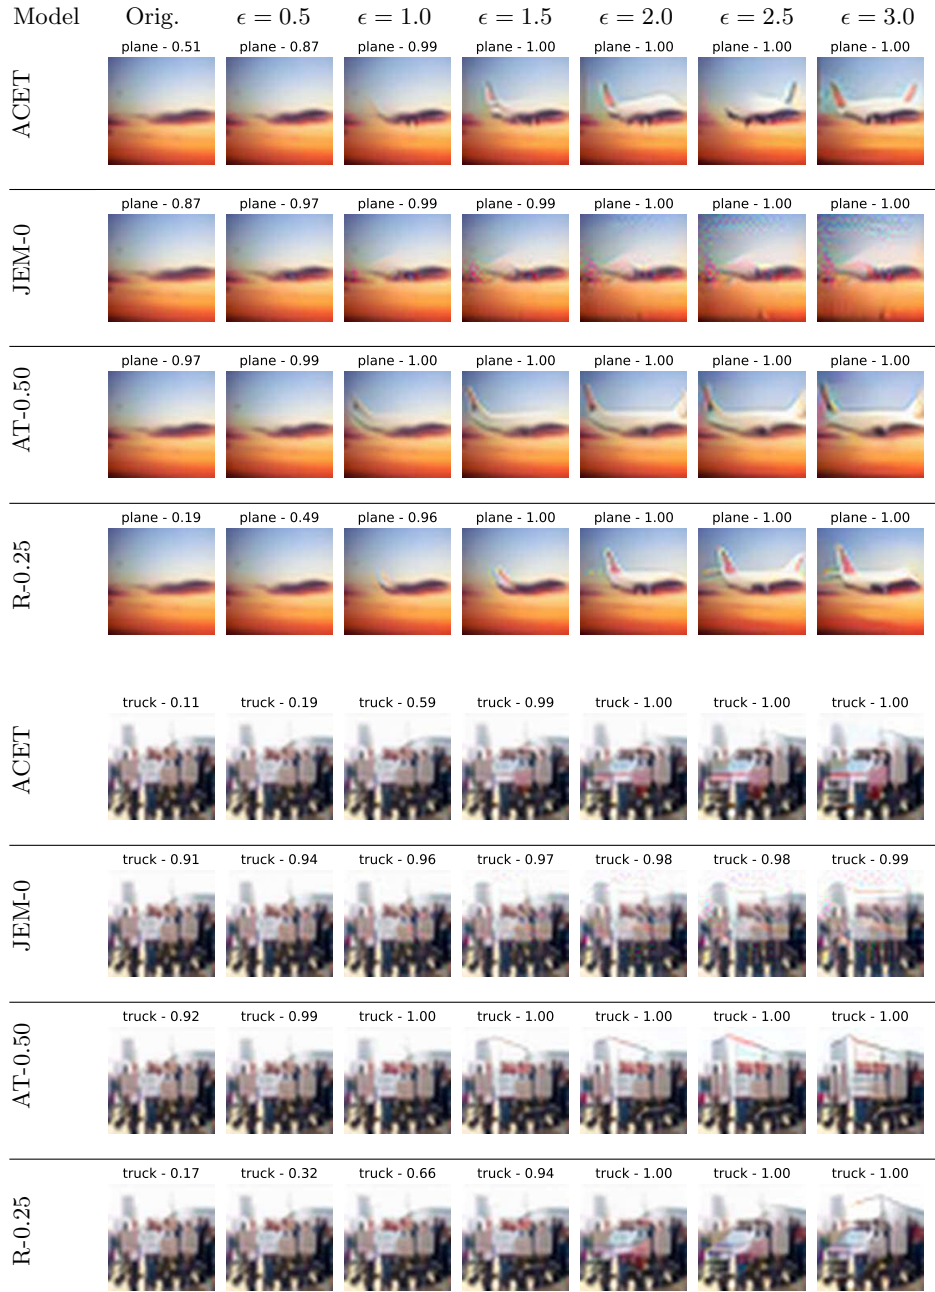 Model Orig. ϵ = 0.5 ϵ = 1.0 ϵ = 1.5 ϵ = 2.0 ϵ = 2.5 ϵ = 3.0
plane - 0.51 plane - 0.87 plane - 0.99 plane - 1.00 plane - 1.00 plane - 1.00 plane - 1.00
ACET
plane - 0.87 plane - 0.97 plane - 0.99 plane - 0.99 plane - 1.00 plane - 1.00 plane - 1.00
JEM-0
plane - 0.97 plane - 0.99 plane - 1.00 plane - 1.00 plane - 1.00 plane - 1.00 plane - 1.00
AT-0.50
plane - 0.19 plane - 0.49 plane - 0.96 plane - 1.00 plane - 1.00 plane - 1.00 plane - 1.00
R-0.25
truck - 0.11 truck - 0.19 truck - 0.59 truck - 0.99 truck - 1.00 truck - 1.00 truck - 1.00
ACET
truck - 0.91 truck - 0.94 truck - 0.96 truck - 0.97 truck - 0.98 truck - 0.98 truck - 0.99
JEM-0
truck - 0.92 truck - 0.99 truck - 1.00 truck - 1.00 truck - 1.00 truck - 1.00 truck - 1.00
AT-0.50
truck - 0.17 truck - 0.32 truck - 0.66 truck - 0.94 truck - 1.00 truck - 1.00 truck - 1.00
R-0.25